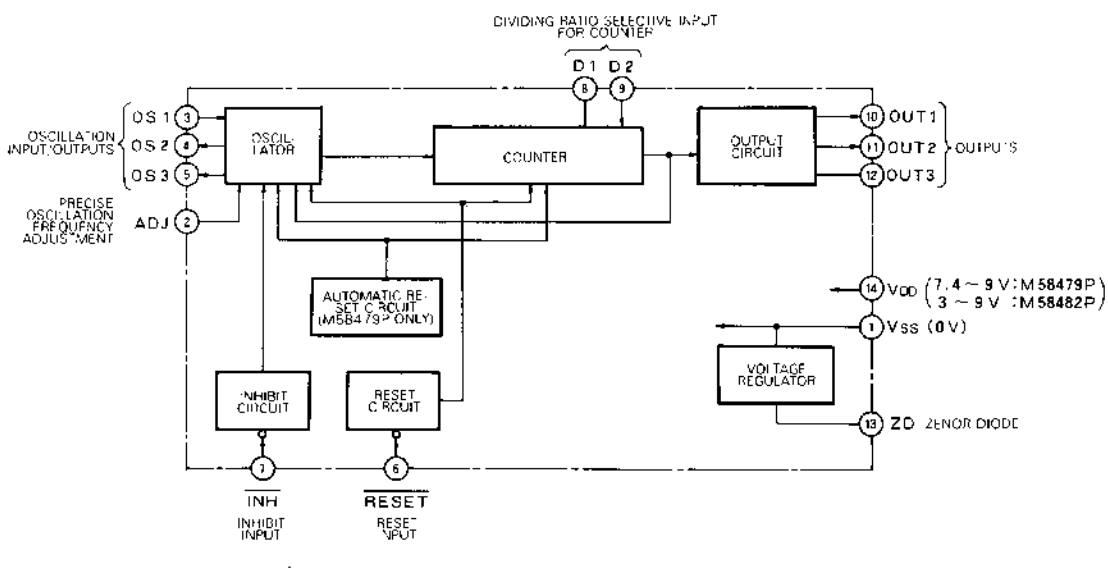 DIVIDING RATIO SELECTIVE INPUT
FOR COUNTER
D1 D2
8 9
OSCILLATION
INPUT/OUTPUTS
OS1 3
OS2 4
OS3 5
OSCIL-
LATOR
COUNTER
OUTPUT
CIRCUIT
10 OUT1
11 OUT2
12 OUT3
OUTPUTS
PRECISE
OSCILLATION
FREQUENCY
ADJUSTMENT
ADJ 2
AUTOMATIC RE-
SET CIRCUIT
(M58479P ONLY)
14 VDD (7.4~9V:M58479P
3~9V:M58482P)
1 VSS (0V)
VOLTAGE
REGULATOR
INHIBIT
CIRCUIT
RESET
CIRCUIT
13 ZD ZENOR DIODE
7
6
INH
RESET
INHIBIT
INPUT
RESET
INPUT